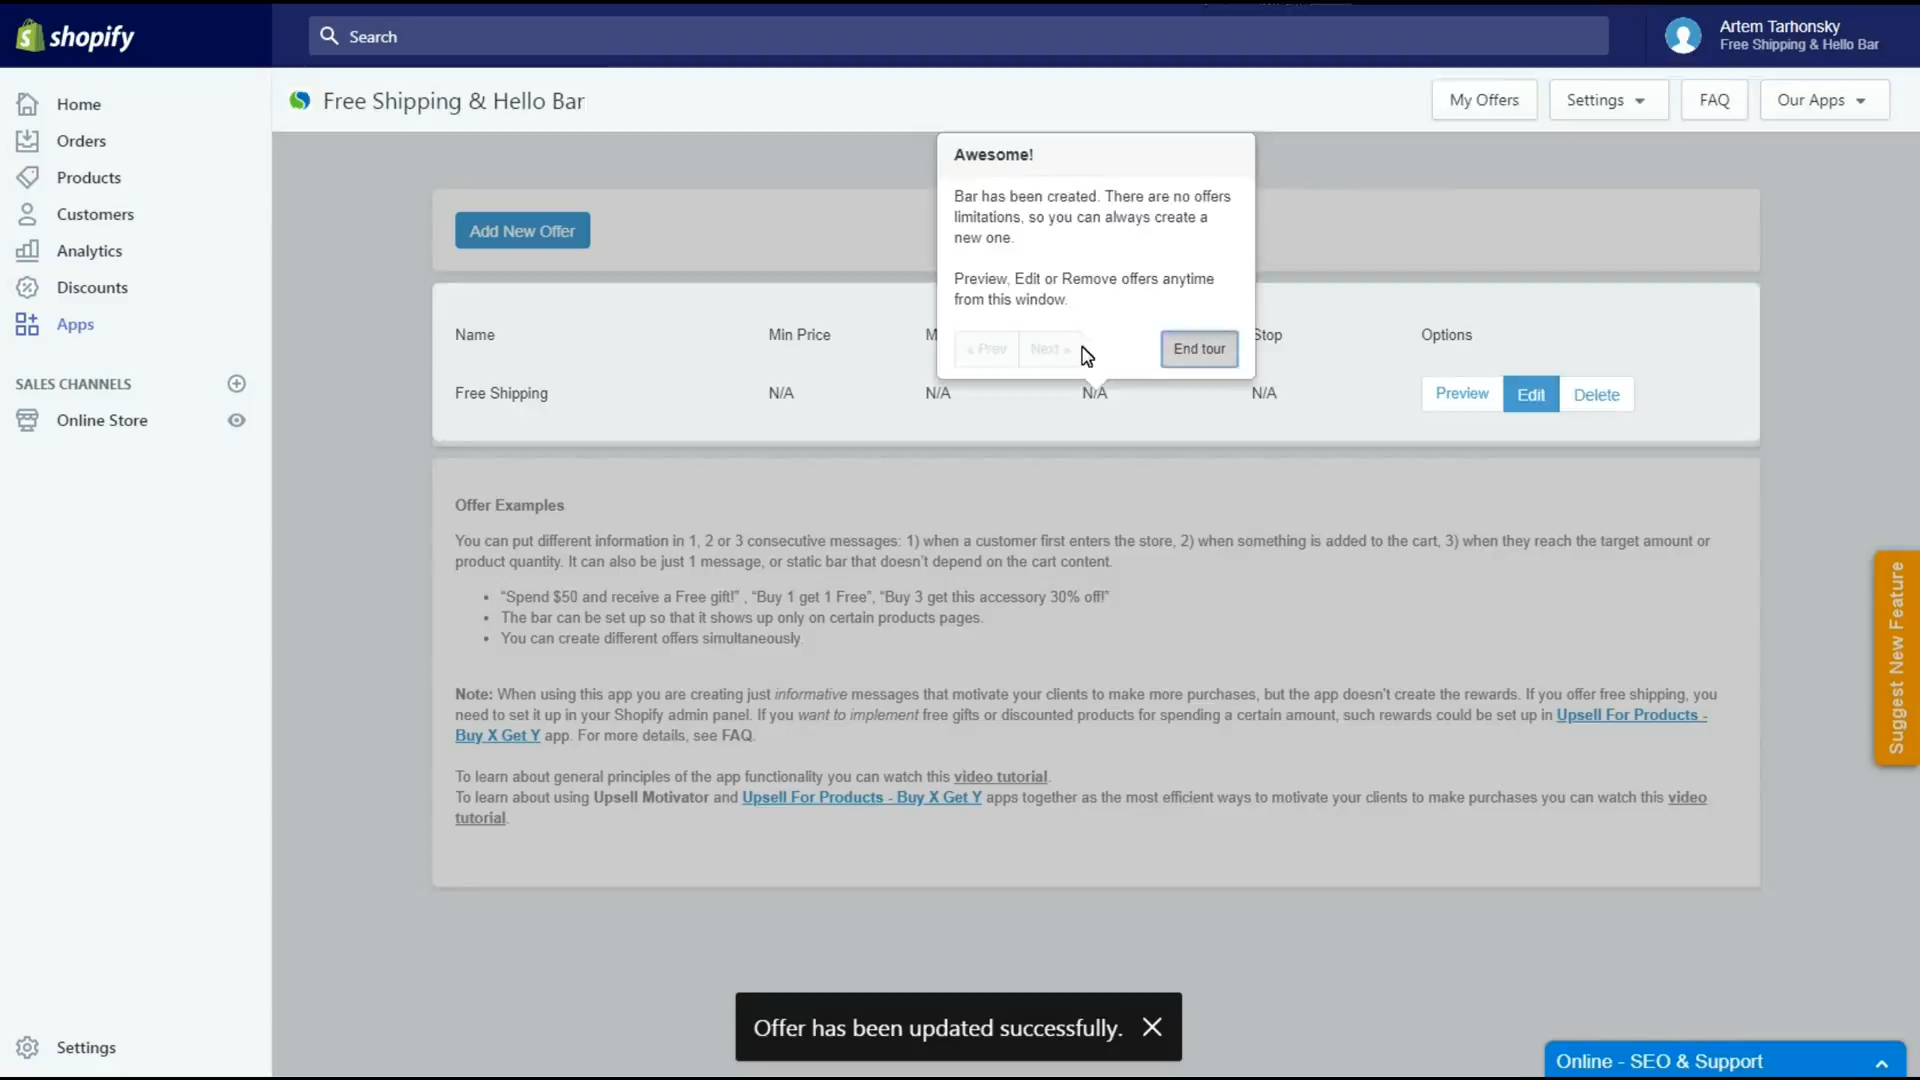 shopify
Search
Artem Tarhonsky
Free Shipping & Hello Bar
Home
Orders
Products
Customers
Analytics
Discounts
Apps
SALES CHANNELS
Online Store
Settings
Free Shipping & Hello Bar
My Offers
Settings
FAQ
Our Apps
Add New Offer
Awesome!
Bar has been created. There are no offers
limitations, so you can always create a
new one.
Preview, Edit or Remove offers anytime
from this window.
« Prev
Next »
End tour
Name
Min Price
M
Stop
Options
Free Shipping
N/A
N/A
N/A
N/A
Preview
Edit
Delete
Offer Examples
You can put different information in 1, 2 or 3 consecutive messages: 1) when a customer first enters the store, 2) when something is added to the cart, 3) when they reach the target amount or
product quantity. It can also be just 1 message, or static bar that doesn't depend on the cart content.
• “Spend $50 and receive a Free gift!” , “Buy 1 get 1 Free”, “Buy 3 get this accessory 30% off!”
• The bar can be set up so that it shows up only on certain products pages.
• You can create different offers simultaneously.
Note: When using this app you are creating just informative messages that motivate your clients to make more purchases, but the app doesn't create the rewards. If you offer free shipping, you
need to set it up in your Shopify admin panel. If you want to implement free gifts or discounted products for spending a certain amount, such rewards could be set up in Upsell For Products -
Buy X Get Y app. For more details, see FAQ.
To learn about general principles of the app functionality you can watch this video tutorial.
To learn about using Upsell Motivator and Upsell For Products - Buy X Get Y apps together as the most efficient ways to motivate your clients to make purchases you can watch this video
tutorial.
Suggest New Feature
Offer has been updated successfully.
Online - SEO & Support